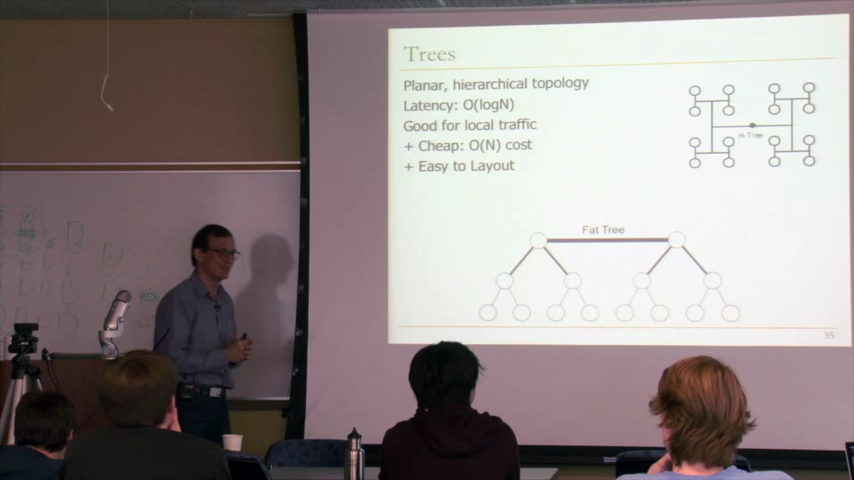 Trees
Planar, hierarchical topology
Latency: O(logN)
Good for local traffic
+ Cheap: O(N) cost
+ Easy to Layout
H-Tree
Fat Tree
55